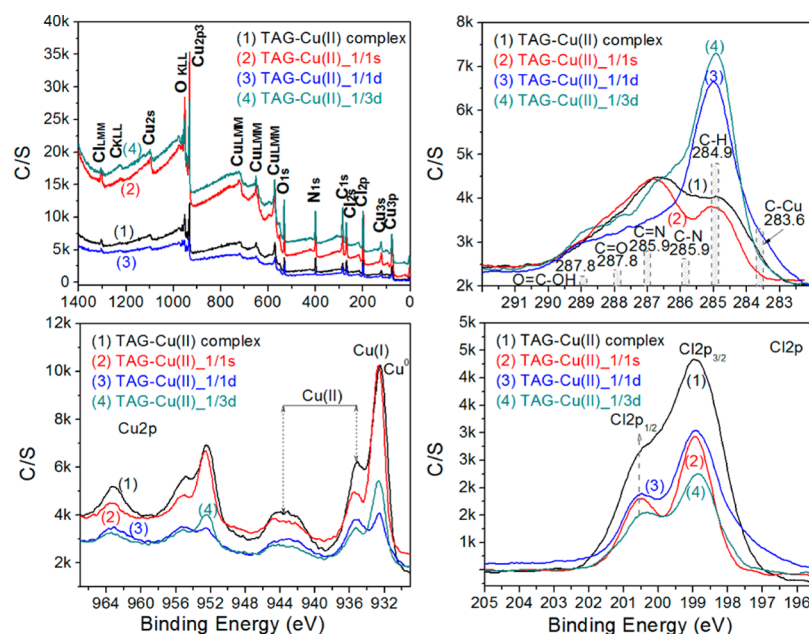 40k
35k
30k
25k
20k
15k
10k
5k
0
C/S
1400 1200 1000 800 600 400 200 0
(1) TAG-Cu(II) complex
(2) TAG-Cu(II)_1/1s
(3) TAG-Cu(II)_1/1d
(4) TAG-Cu(II)_1/3d
ClLMM
CKLL
Cu2s
O KLL
Cu2p3
CuLMM
CuLMM
CuLMM
O1s
N1s
C1s
Cl2s
Cl2p
Cu3s
Cu3p
(4)
(2)
(1)
(3)
8k
7k
6k
5k
4k
3k
2k
C/S
291 290 289 288 287 286 285 284 283
(1) TAG-Cu(II) complex
(2) TAG-Cu(II)_1/1s
(3) TAG-Cu(II)_1/1d
(4) TAG-Cu(II)_1/3d
(4)
(3)
C-H
284.9
(1)
(2)
C-Cu
283.6
C=N
285.9
C-N
285.9
C=O
287.8
287.8
O=C-OH
12k
10k
8k
6k
4k
2k
C/S
964 960 956 952 948 944 940 936 932
Binding Energy (eV)
(1) TAG-Cu(II) complex
(2) TAG-Cu(II)_1/1s
(3) TAG-Cu(II)_1/1d
(4) TAG-Cu(II)_1/3d
Cu(I)
Cu0
Cu(II)
Cu2p
(1)
(2)
(3)
(4)
5k
4k
4k
3k
3k
2k
2k
1k
1k
C/S
205 204 203 202 201 200 199 198 197 196
Binding Energy (eV)
(1) TAG-Cu(II) complex
(2) TAG-Cu(II)_1/1s
(3) TAG-Cu(II)_1/1d
(4) TAG-Cu(II)_1/3d
Cl2p
Cl2p3/2
Cl2p1/2
(1)
(2)
(3)
(4)